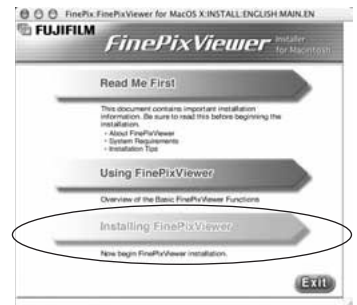 FinePix:FinePixViewer for MacOS X:INSTALL:ENGLISH:MAIN.EN
FUJIFILM
FinePixViewer Installer for Macintosh
Read Me First
This document contains important installation
information. Be sure to read this before beginning the
installation.
- About FinePixViewer
- System Requirements
- Installation Tips
Using FinePixViewer
Overview of the Basic FinePixViewer Functions
Installing FinePixViewer
Now begin FinePixViewer installation.
Exit